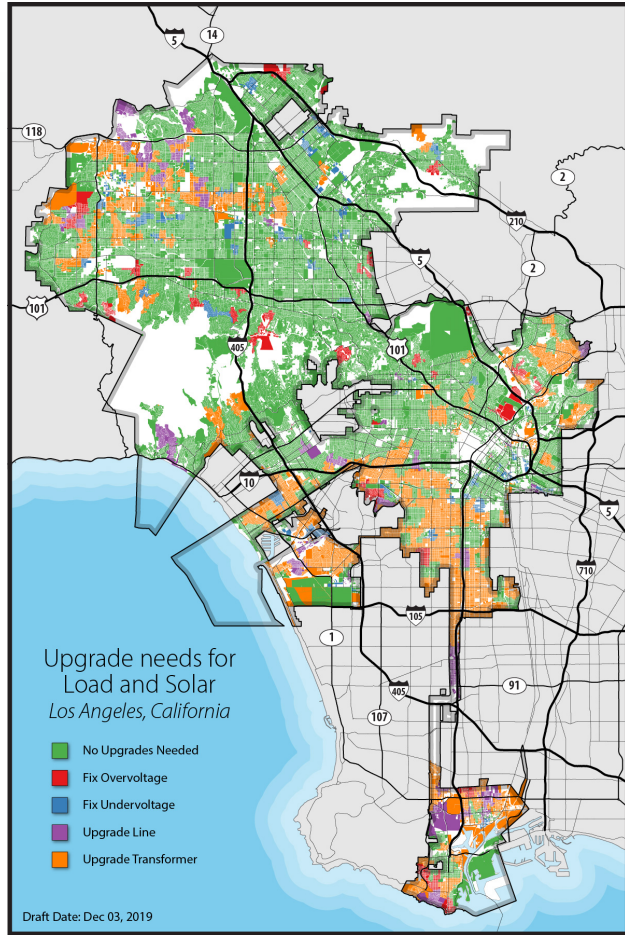 5
14
118
2
210
5
2
101
101
405
10
5
710
105
1
405
91
107
Upgrade needs for
Load and Solar
Los Angeles, California
No Upgrades Needed
Fix Overvoltage
Fix Undervoltage
Upgrade Line
Upgrade Transformer
Draft Date: Dec 03, 2019